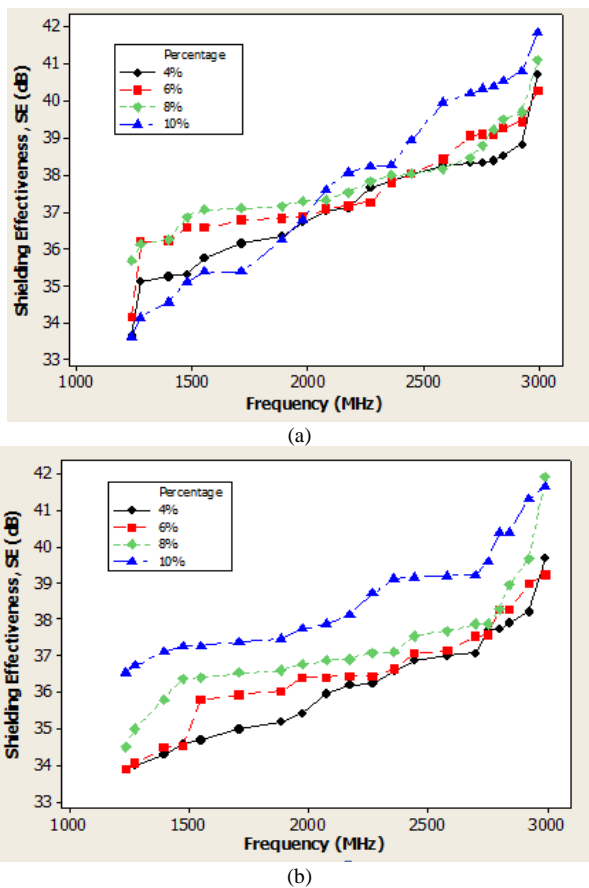 42
41
40
39
38
37
36
35
34
33
Shielding Effectiveness, SE (dB)
Percentage
4%
6%
8%
10%
1000 1500 2000 2500 3000
Frequency (MHz)
(a)
42
41
40
39
38
37
36
35
34
33
Shielding Effectiveness, SE (dB)
Percentage
4%
6%
8%
10%
1000 1500 2000 2500 3000
Frequency (MHz)
(b)